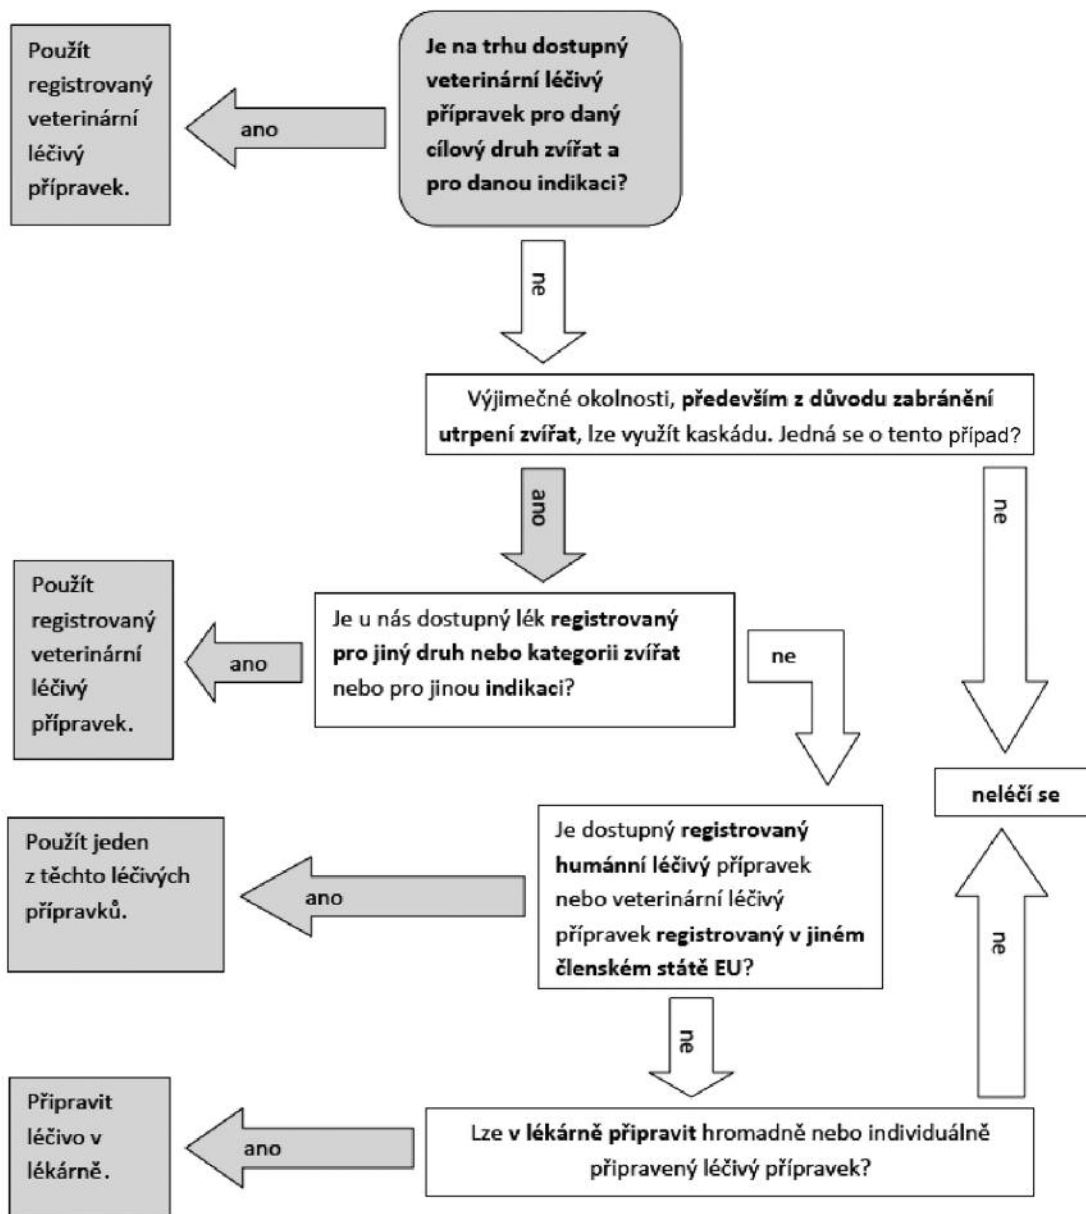 Použít
registrovaný
veterinární
léčivý
přípravek.
ano
Je na trhu dostupný
veterinární léčivý
přípravek pro daný
cílový druh zvířat a
pro danou indikaci?
ne
Výjimečné okolnosti, především z důvodu zabránění
utrpení zvířat, lze využít kaskádu. Jedná se o tento případ?
ano
ne
Použít
registrovaný
veterinární
léčivý
přípravek.
ano
Je u nás dostupný lék registrovaný
pro jiný druh nebo kategorii zvířat
nebo pro jinou indikaci?
ne
neléčí se
Použít jeden
z těchto léčivých
přípravků.
ano
Je dostupný registrovaný
humánní léčivý přípravek
nebo veterinární léčivý
přípravek registrovaný v jiném
členském státě EU?
ne
ne
Připravit
léčivo v
lékárně.
ano
Lze v lékárně připravit hromadně nebo individuálně
připravený léčivý přípravek?